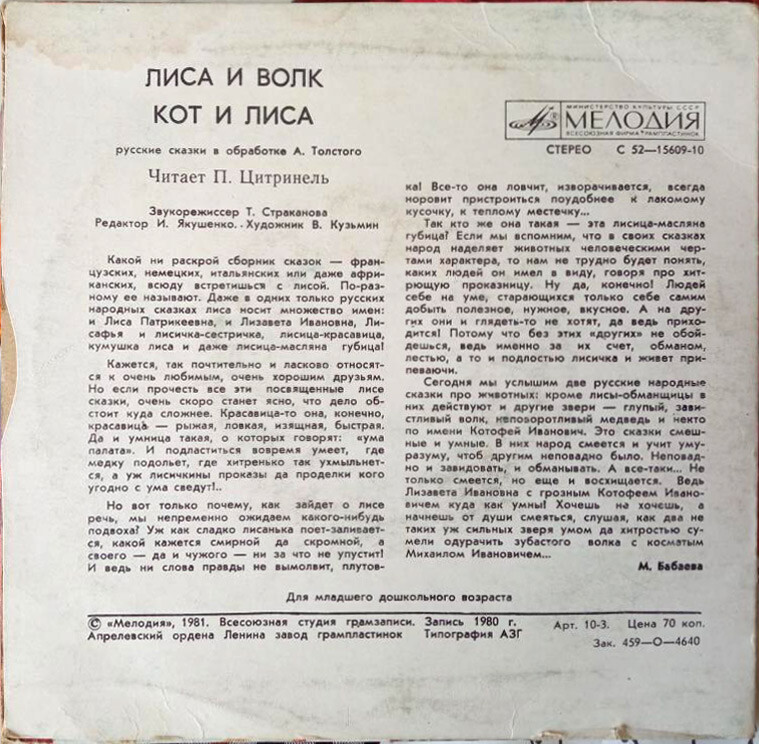 ЛИСА И ВОЛК
КОТ И ЛИСА
русские сказки в обработке А. Толстого
Читает П. Цитринель
Звукорежиссер Т. Страканова
Редактор И. Якушенко. . Художник В. Кузьмин
МИНИСТЕРСТВО КУЛЬТУРЫ СССР
МЕЛОДИЯ
ВСЕСОЮЗНАЯ ФИРМА ГРАМПЛАСТИНОК
СТЕРЕО С 52—15609-10
Какой ни раскрой сборник сказок — фран-
цузских, немецких, итальянских или даже афри-
канских, всюду встретишься с лисой. По-раз-
ному ее называют. Даже в одних только русских
народных сказках лиса носит множество имен:
и Лиса Патрикеевна, и Лизавета Ивановна, Ли-
сафья и лисичка-сестричка, лисица-красавица,
кумушка лиса и даже лисица-масляна губица!
Кажется, так почтительно и ласково относят-
ся к очень любимым, очень хорошим друзьям.
Но если прочесть все эти посвященные лисе
сказки, очень скоро станет ясно, что дело об-
стоит куда сложнее. Красавица-то она, конечно,
красавица — рыжая, ловкая, изящная, быстрая.
Да и умница такая, о которых говорят: «ума
палата». И подластиться вовремя умеет, где
медку подольет, где хитренько так ухмыльнет-
ся, а уж лисичкины проказы да проделки кого
угодно с ума сведут!..
Но вот только почему, как зайдет о лисе
речь, мы непременно ожидаем какого-нибудь
подвоха? Уж как сладко лисанька поет-заливает-
ся, какой кажется смирной да скромной, а
своего — да и чужого — ни за что не упустит!
И ведь ни слова правды не вымолвит, плутов-
ка! Все-то она ловчит, изворачивается, всегда
норовит пристроиться поудобнее к лакомому
кусочку, к теплому местечку...
Так кто же она такая — эта лисица-масляна
губица? Если мы вспомним, что в своих сказках
народ наделяет животных человеческими чер-
тами характера, то нам не трудно будет понять,
каких людей он имел в виду, говоря про хит-
рющую проказницу. Ну да, конечно! Людей
себе на уме, старающихся только себе самим
добыть полезное, нужное, вкусное. А на дру-
гих они и глядеть-то не хотят, да ведь прихо-
дится! Потому что без этих «других» не обой-
дешься, ведь именно за их счет, обманом,
лестью, а то и подлостью лисичка и живет при-
певаючи.
Сегодня мы услышим две русские народные
сказки про животных: кроме лисы-обманщицы в
них действуют и другие звери — глупый, зави-
стливый волк, неповоротливый медведь и некто
по имени Котофей Иванович. Это сказки смеш-
ные и умные. В них народ смеется и учит уму-
разуму, чтоб другим неповадно было. Неповад-
но и завидовать, и обманывать. А все-таки... Не
только смеется, но еще и восхищается. Ведь
Лизавета Ивановна с грозным Котофеем Ивано-
вичем куда как умны! Хочешь не хочешь, а
начнешь от души смеяться, слушая, как два не
таких уж сильных зверя умом да хитростью су-
мели одурачить зубастого волка с косматым
Михаилом Ивановичем...
М. Бабаева
Для младшего дошкольного возраста
© «Мелодия», 1981. Всесоюзная студия грамзаписи. Запись 1980 г.
Апрелевский ордена Ленина завод грампластинок Типография АЗГ
Арт. 10-3. Цена 70 коп.
Зак. 459—О—4640